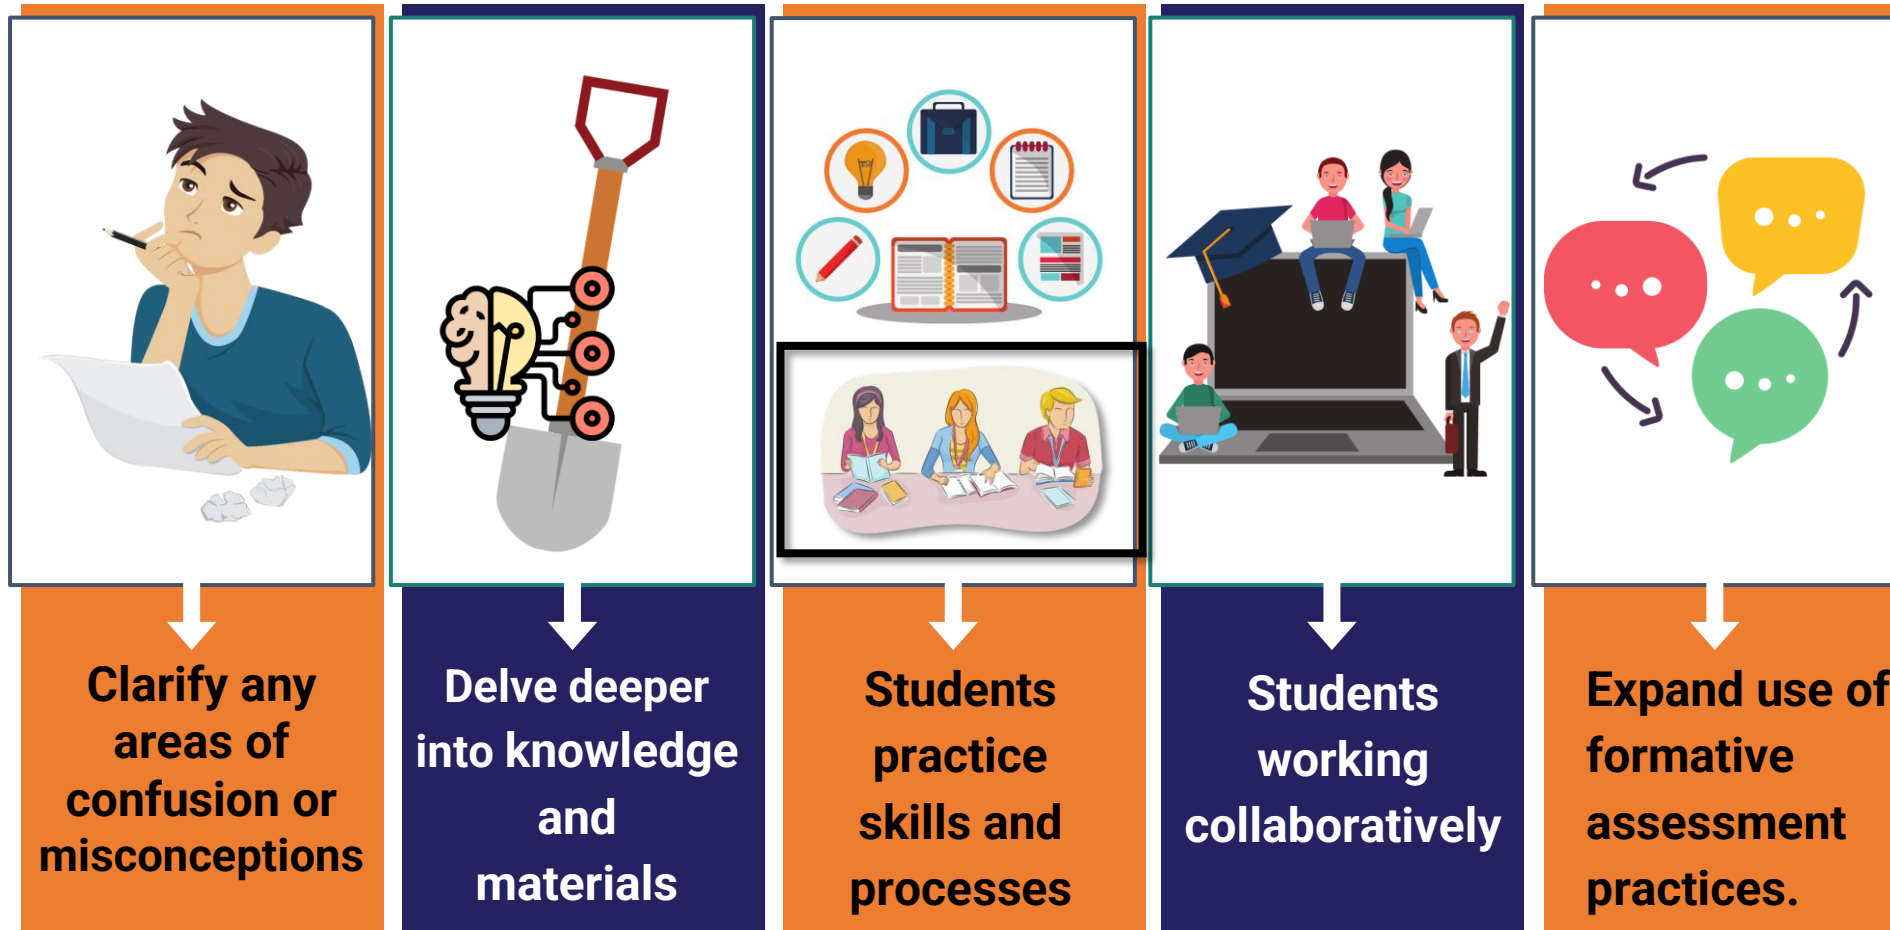 Clarify any
areas of
confusion or
misconceptions
Delve deeper
into knowledge
and
materials
Students
practice
skills and
processes
Students
working
collaboratively
Expand use of
formative
assessment
practices.